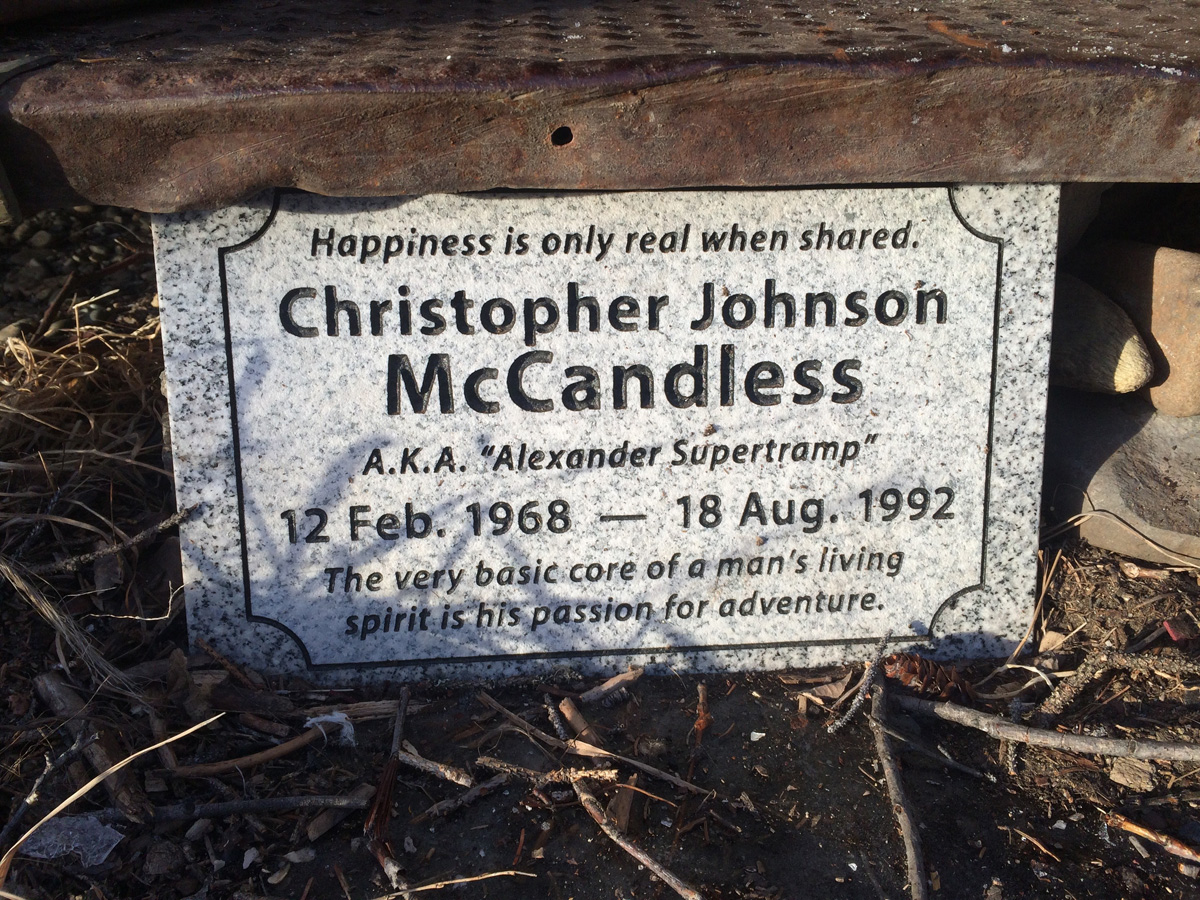 Happiness is only real when shared.
Christopher Johnson
McCandless
A.K.A. “Alexander Supertramp”
12 Feb. 1968 — 18 Aug. 1992
The very basic core of a man's living
spirit is his passion for adventure.